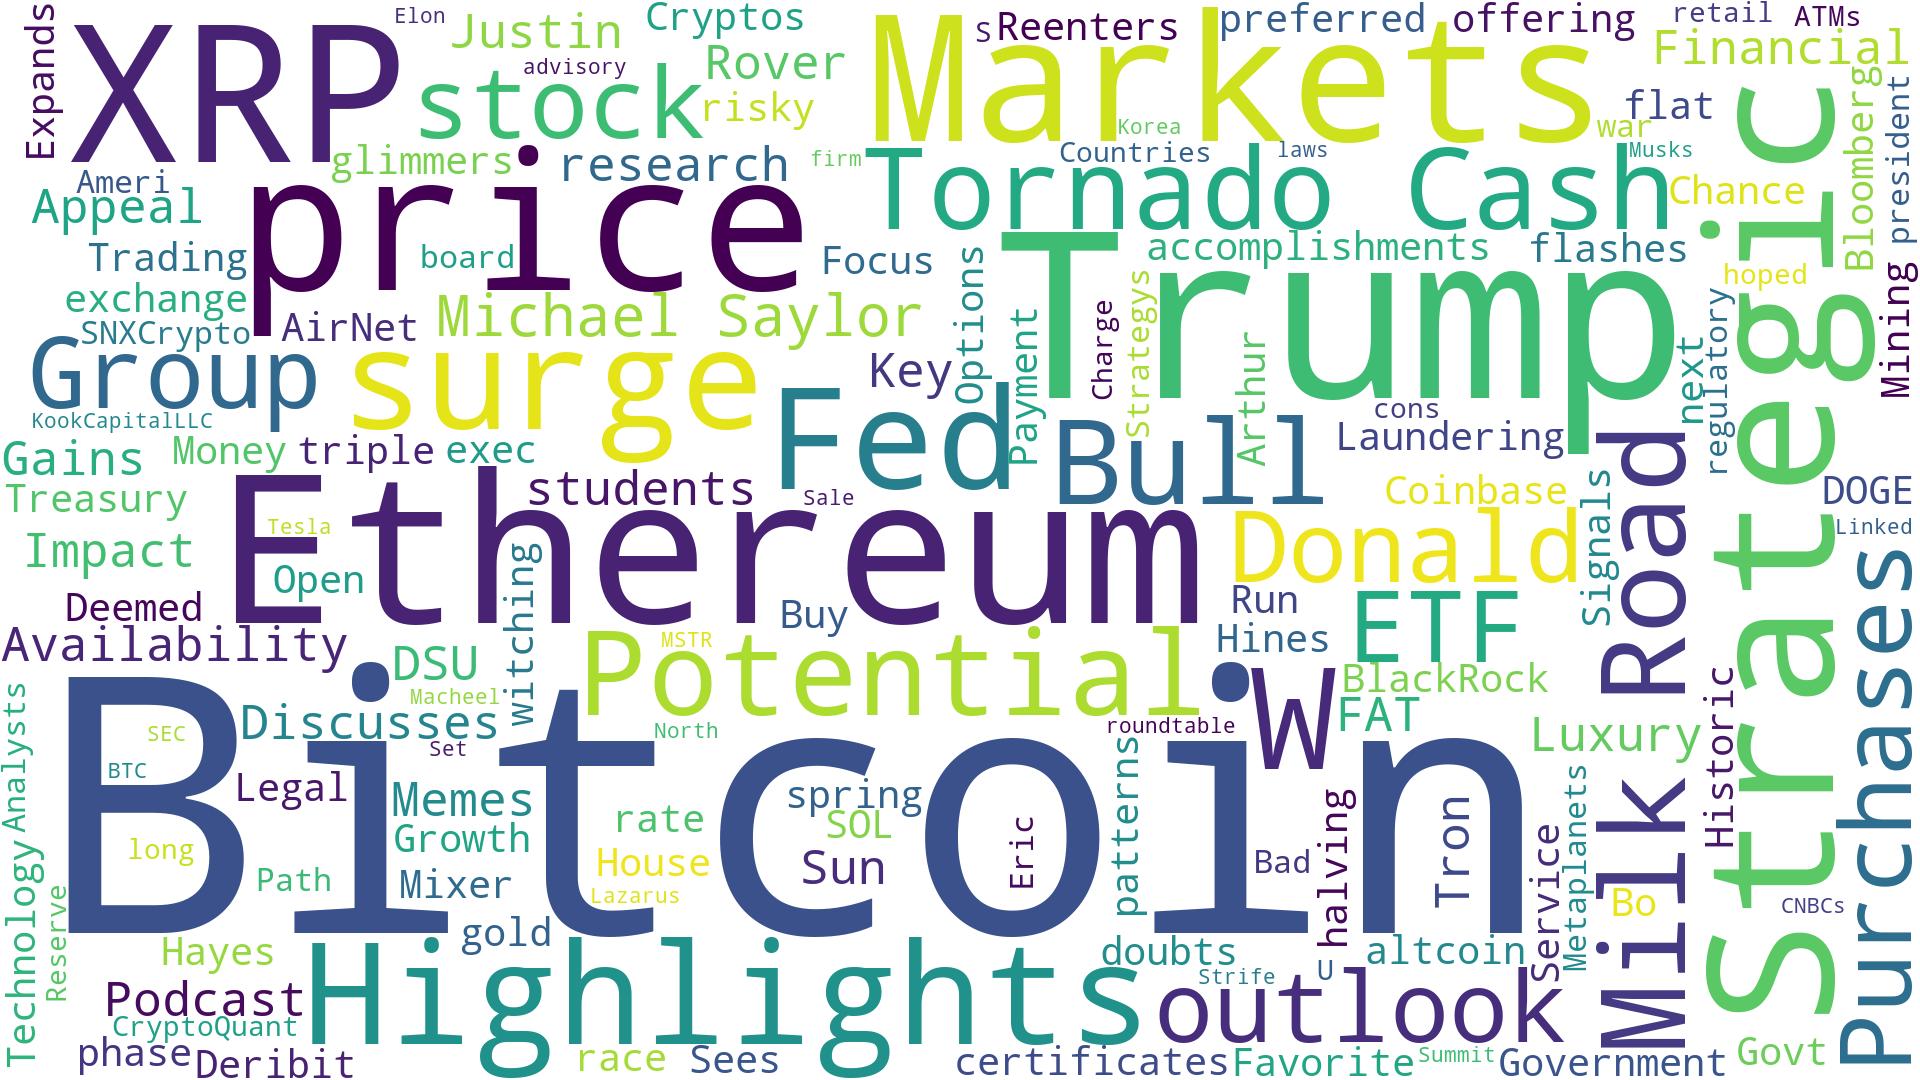 Elon
Justin
Cryptos
S
Reenters
preferred
offering
retail
ATMs
Expands
XRP
advisory
Rover
Markets
Financial
stock
risky
Korea
war
flat
Bloomberg
president
glimmers
research
firm
Countries
laws
Musks
Ameri
Appeal
price
Tornado Cash
Chance
Trading
board
Focus
Trump
accomplishments
flashes
hoped
exchange
SNXCrypto
AirNet
Michael Saylor
Options
Payment
Charge
Strategys
Arthur
next
regulatory
Strategic
Mining
Group
surge
Key
Fed
cons
KookCapitalLLC
Bull
Laundering
Gains
Money
triple
exec
Treasury
students
Sale
Coinbase
Signals
Road
DOGE
Tesla
Ethereum
Donald
Linked
Impact
Open
witching
Deemed
Buy
Run
ETF
Hines
Availability
DSU
MSTR
Potential
BlackRock
Macheel
W
FAT
Discusses
North
roundtable
Luxury
Historic
Purchases
SEC
Set
BTC
Bitcoin
Legal
Memes
spring
patterns
halving
Tron
Service
Metaplanets
Milk
Technology
Analysts
long
Growth
rate
SOL
Eric
Path
Mixer
House
Sun
Bad
Lazarus
Bo
CNBCs
Reserve
Hayes
gold
doubts
U
altcoin
Podcast
Highlights
Strife
outlook
CryptoQuant
phase
Deribit
race
Sees
certificates
Favorite
Summit
Government
Govt